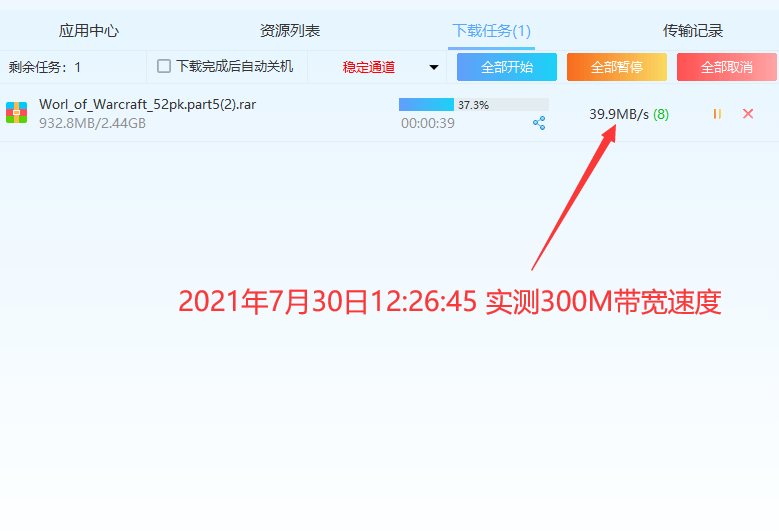 应用中心 资源列表 下载任务(1) 传输记录
剩余任务：1 下载完成后自动关机 稳定通道 全部开始 全部暂停 全部取消
Worl_of_Warcraft_52pk.part5(2).rar 37.3% 39.9MB/s (8)
932.8MB/2.44GB 00:00:39
2021年7月30日12:26:45 实测300M带宽速度